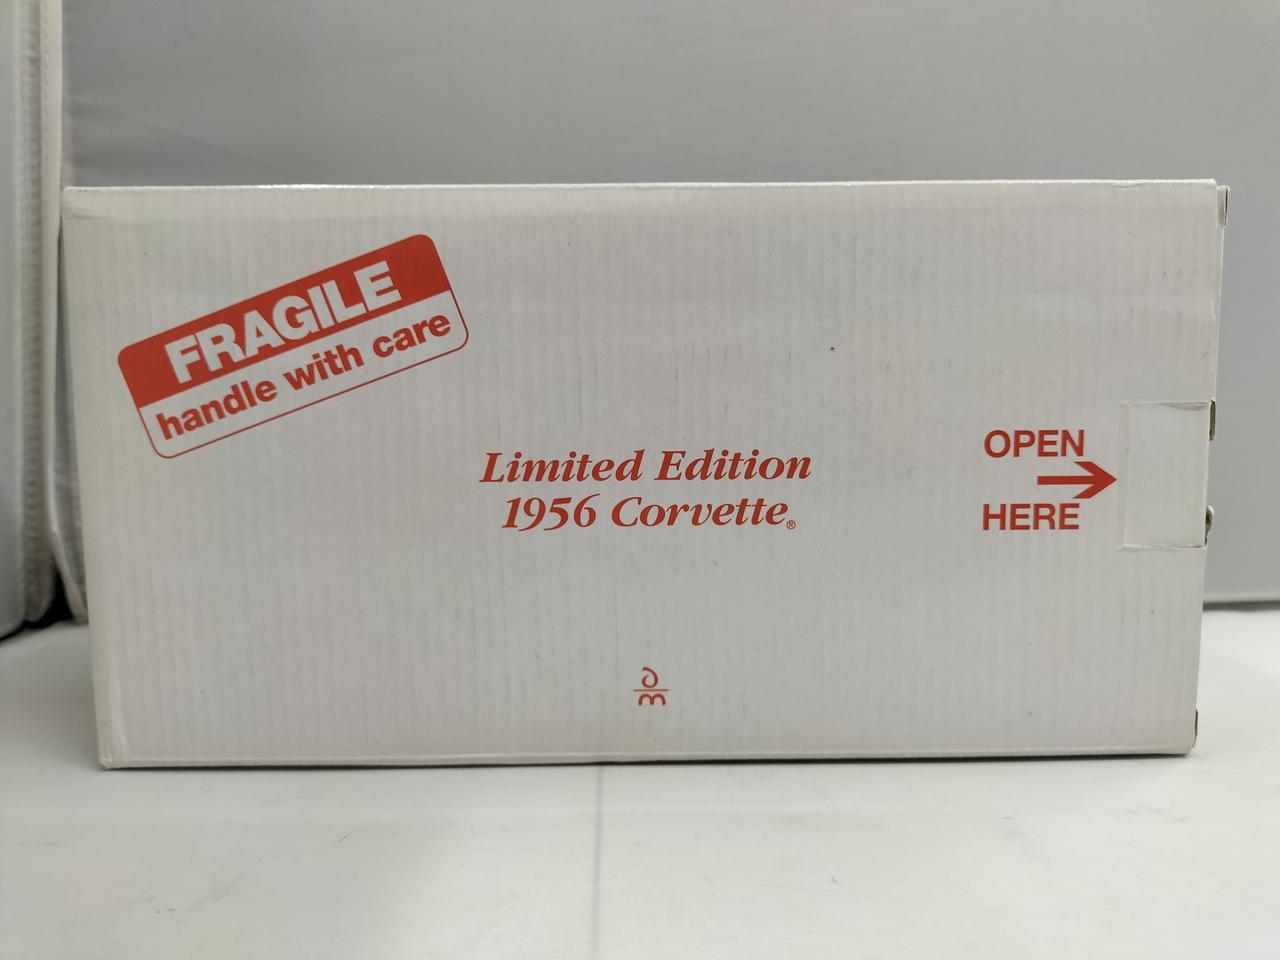 FRAGILE
handle with care
Limited Edition
1956 Corvette®
OPEN
HERE